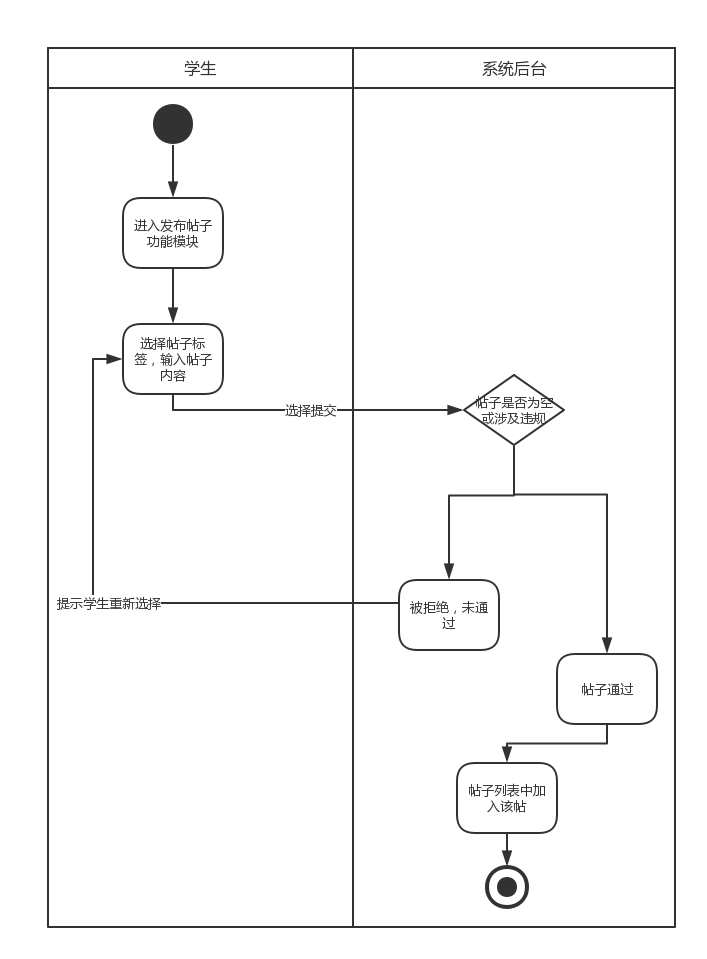 学生
系统后台
进入发布帖子
功能模块
选择帖子标
签，输入帖子
内容
选择提交
帖子是否为空
或涉及违规
提示学生重新选择
被拒绝，未通
过
帖子通过
帖子列表中加
入该帖